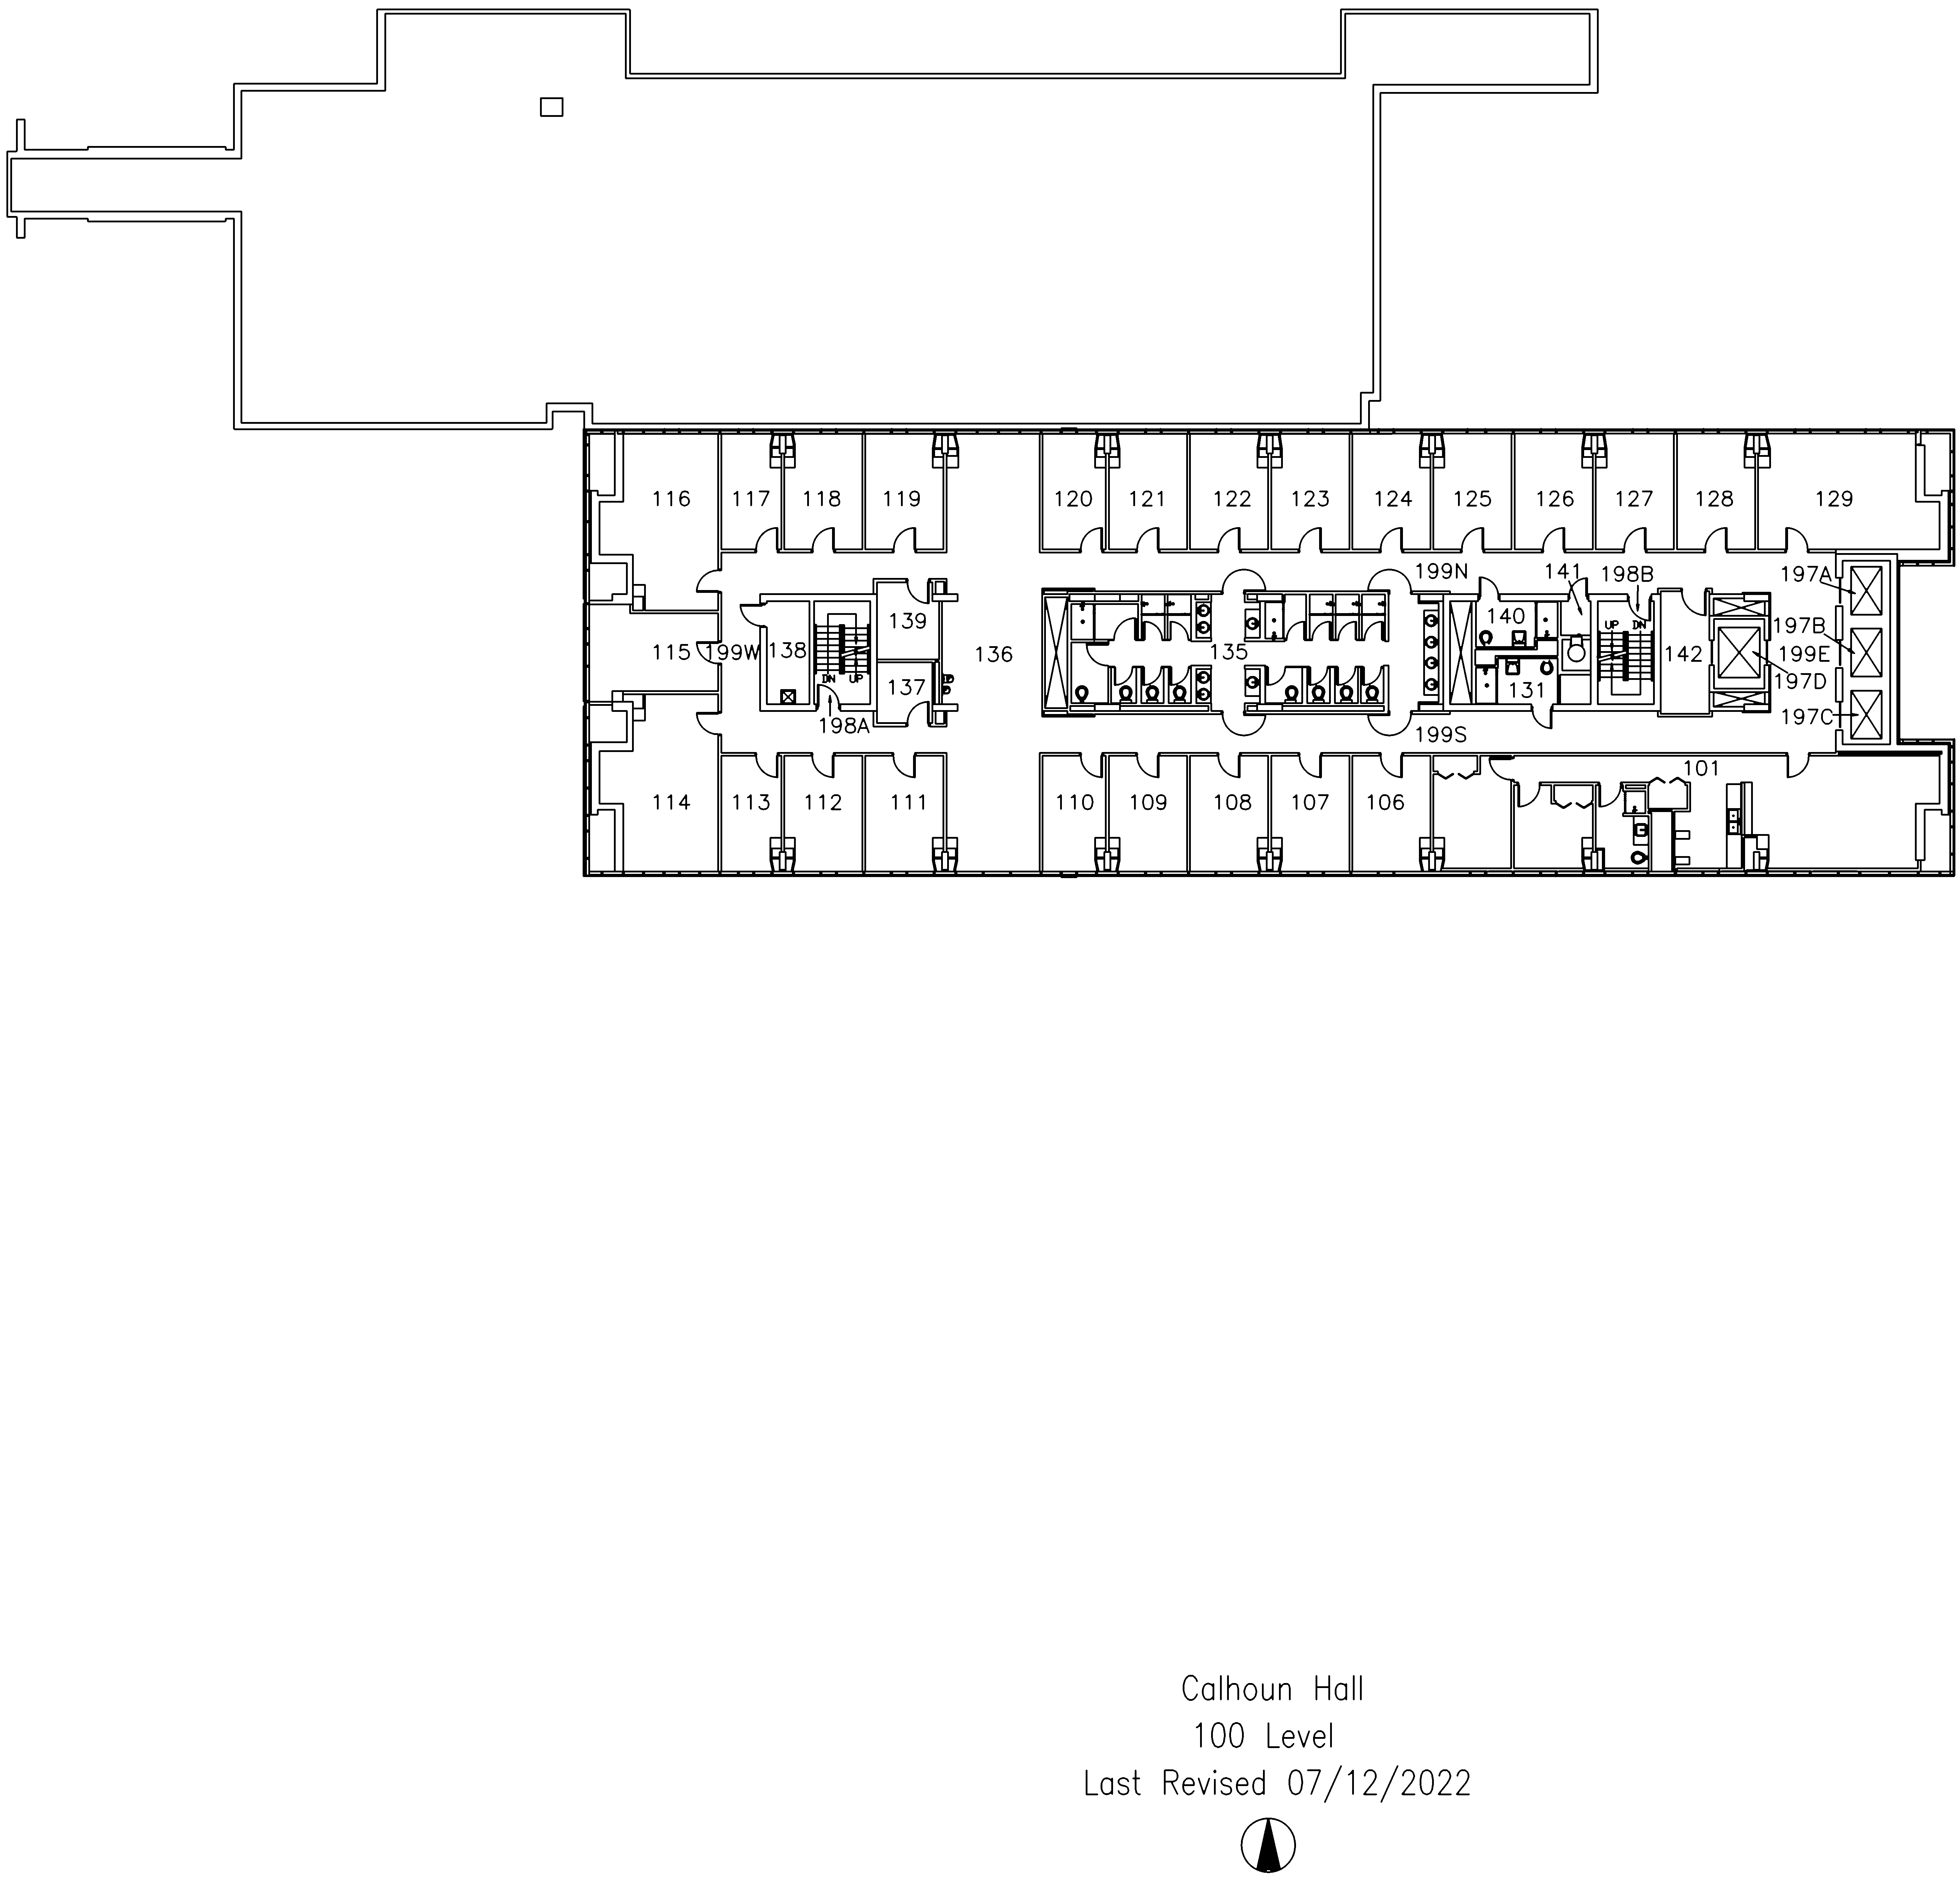 116 117 118 119 120 121 122 123 124 125 126 127 128 129
199N 141 198B 197A
139 140
UP DN
197B
115 199W 138 136 135 142 199E
DN UP 137 131 197D
198A 199S 197C
101
114 113 112 111 110 109 108 107 106
Calhoun Hall
100 Level
Last Revised 07/12/2022